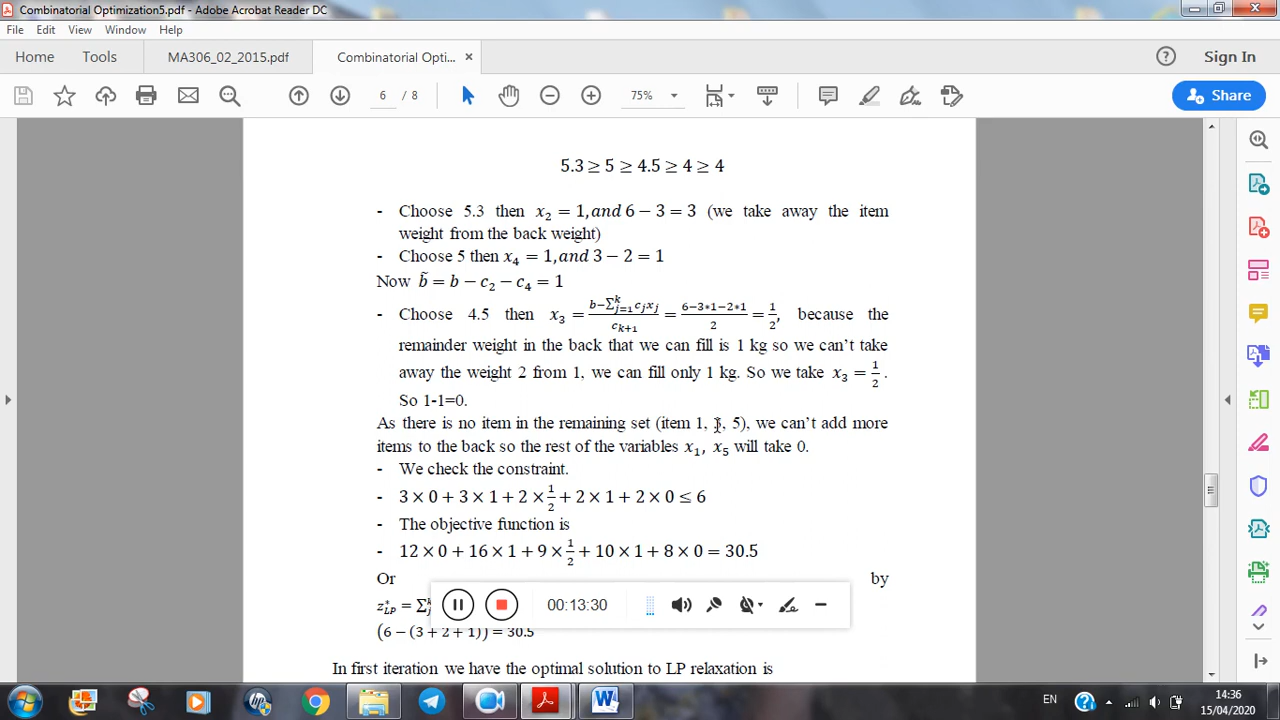 Combinatorial Optimization5.pdf - Adobe Acrobat Reader DC
File Edit View Window Help
Home Tools MA306_02_2015.pdf Combinatorial Opti... × Sign In
6 / 8 75% Share
5.3 ≥ 5 ≥ 4.5 ≥ 4 ≥ 4
- Choose 5.3 then x₂ = 1, and 6 − 3 = 3 (we take away the item
weight from the back weight)
- Choose 5 then x₄ = 1, and 3 − 2 = 1
Now b̃ = b − c₂ − c₄ = 1
- Choose 4.5 then x₃ = (b−∑ᵏⱼ₌₁ cⱼxⱼ)/cₖ₊₁ = (6−3*1−2*1)/2 = 1/2, because the
remainder weight in the back that we can fill is 1 kg so we can't take
away the weight 2 from 1, we can fill only 1 kg. So we take x₃ = 1/2 .
So 1-1=0.
As there is no item in the remaining set (item 1, , 5), we can't add more
items to the back so the rest of the variables x₁, x₅ will take 0.
- We check the constraint.
- 3 × 0 + 3 × 1 + 2 × 1/2 + 2 × 1 + 2 × 0 ≤ 6
- The objective function is
- 12 × 0 + 16 × 1 + 9 × 1/2 + 10 × 1 + 8 × 0 = 30.5
Or by
z*LP = ∑
00:13:30
(6 − (3 + 2 + 1)) = 30.5
In first iteration we have the optimal solution to LP relaxation is
EN 14:36
15/04/2020